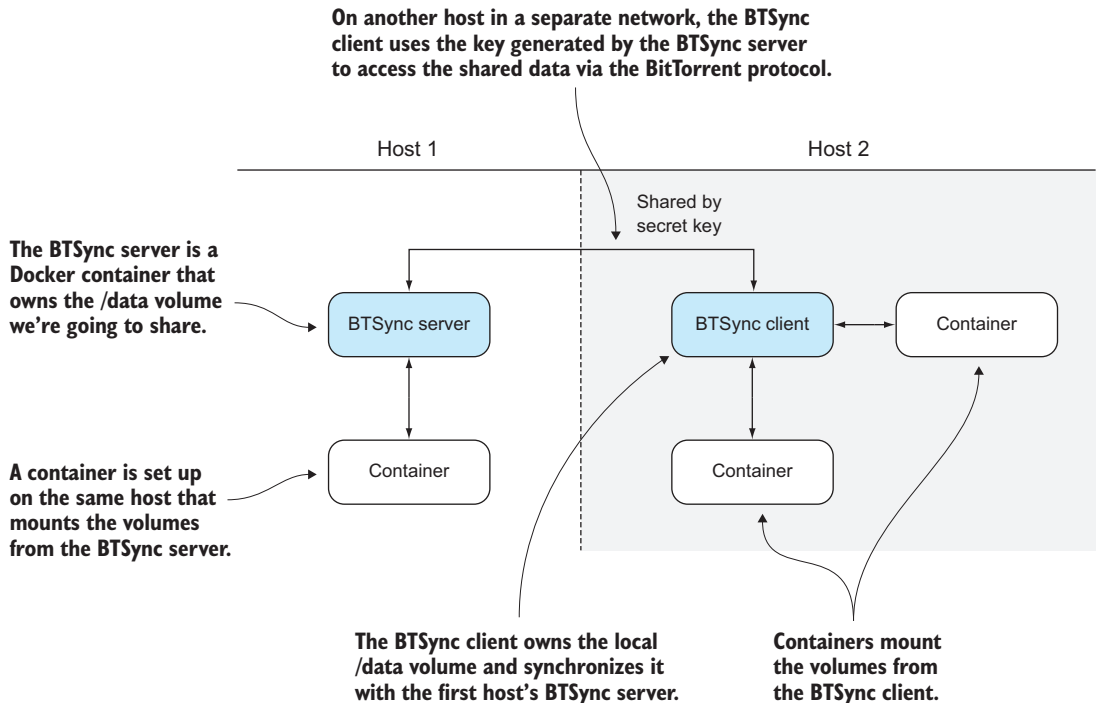 On another host in a separate network, the BTSync
client uses the key generated by the BTSync server
to access the shared data via the BitTorrent protocol.
Host 1
Host 2
Shared by
secret key
The BTSync server is a
Docker container that
owns the /data volume
we're going to share.
BTSync server
BTSync client
Container
A container is set up
on the same host that
mounts the volumes
from the BTSync server.
Container
Container
The BTSync client owns the local
/data volume and synchronizes it
with the first host's BTSync server.
Containers mount
the volumes from
the BTSync client.